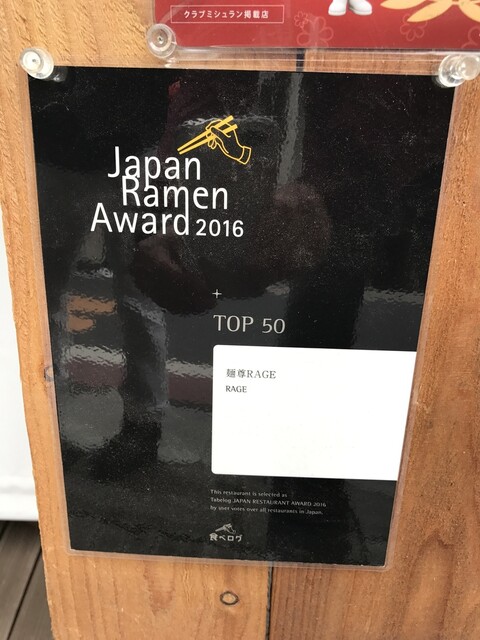 クラブミシュラン掲載店
Japan
Ramen
Award 2016
TOP 50
麺尊RAGE
RAGE
This restaurant is selected as
Tabelog JAPAN RESTAURANT AWARD 2016
by user votes over all restaurants in Japan.
食べログ